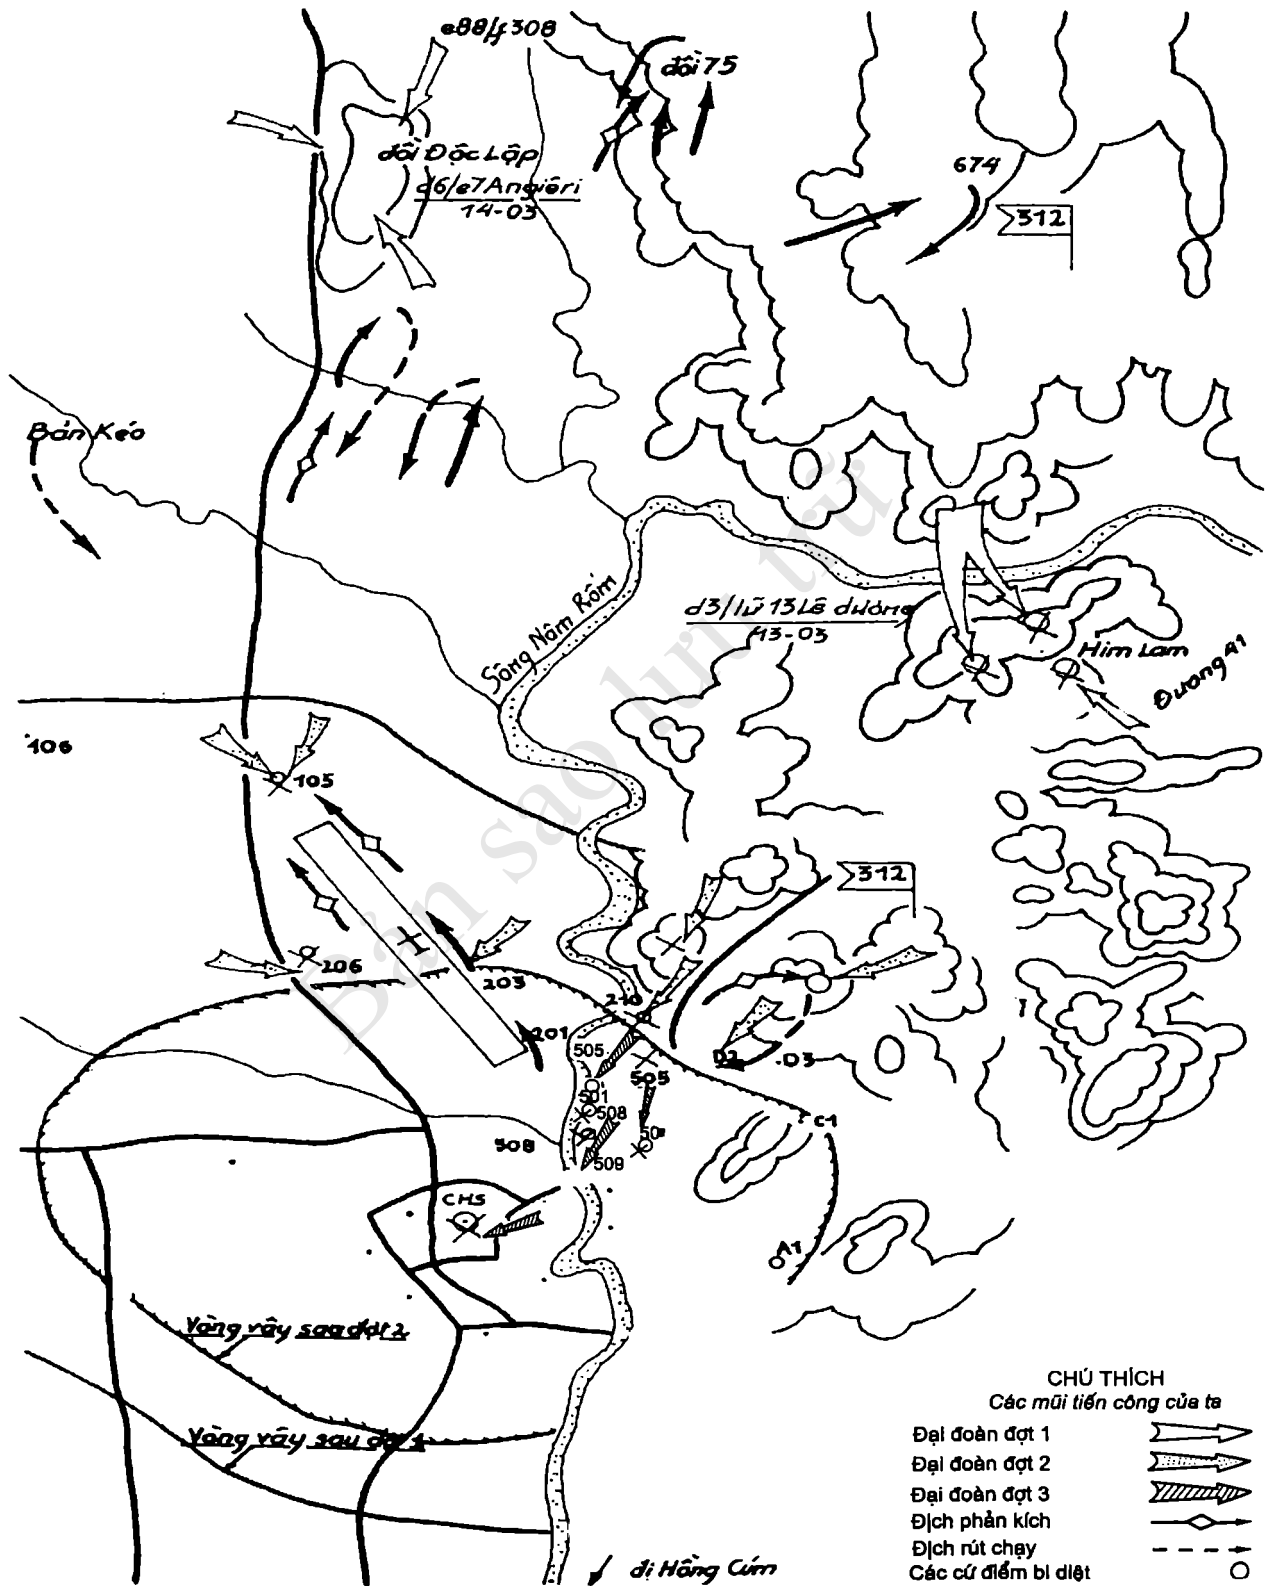 e88/f308
đồi 75
đồi Độc Lập
d6/e7 Angiêri
14-03
674
312
Bản Kéo
Sông Nậm Rốm
d3/lữ 13 Lê dương
13-03
Him Lam
Đường 41
106
105
312
206
203
210
201
505
D2
D3
505
501
508
C1
508
509
CHS
A1
Vòng vây sau đợt 2
Vòng vây sau đợt 1
đi Hồng Cúm
Bản sao lưu trữ
CHÚ THÍCH
Các mũi tiến công của ta
Đại đoàn đợt 1
Đại đoàn đợt 2
Đại đoàn đợt 3
Địch phản kích
Địch rút chạy
Các cứ điểm bị diệt